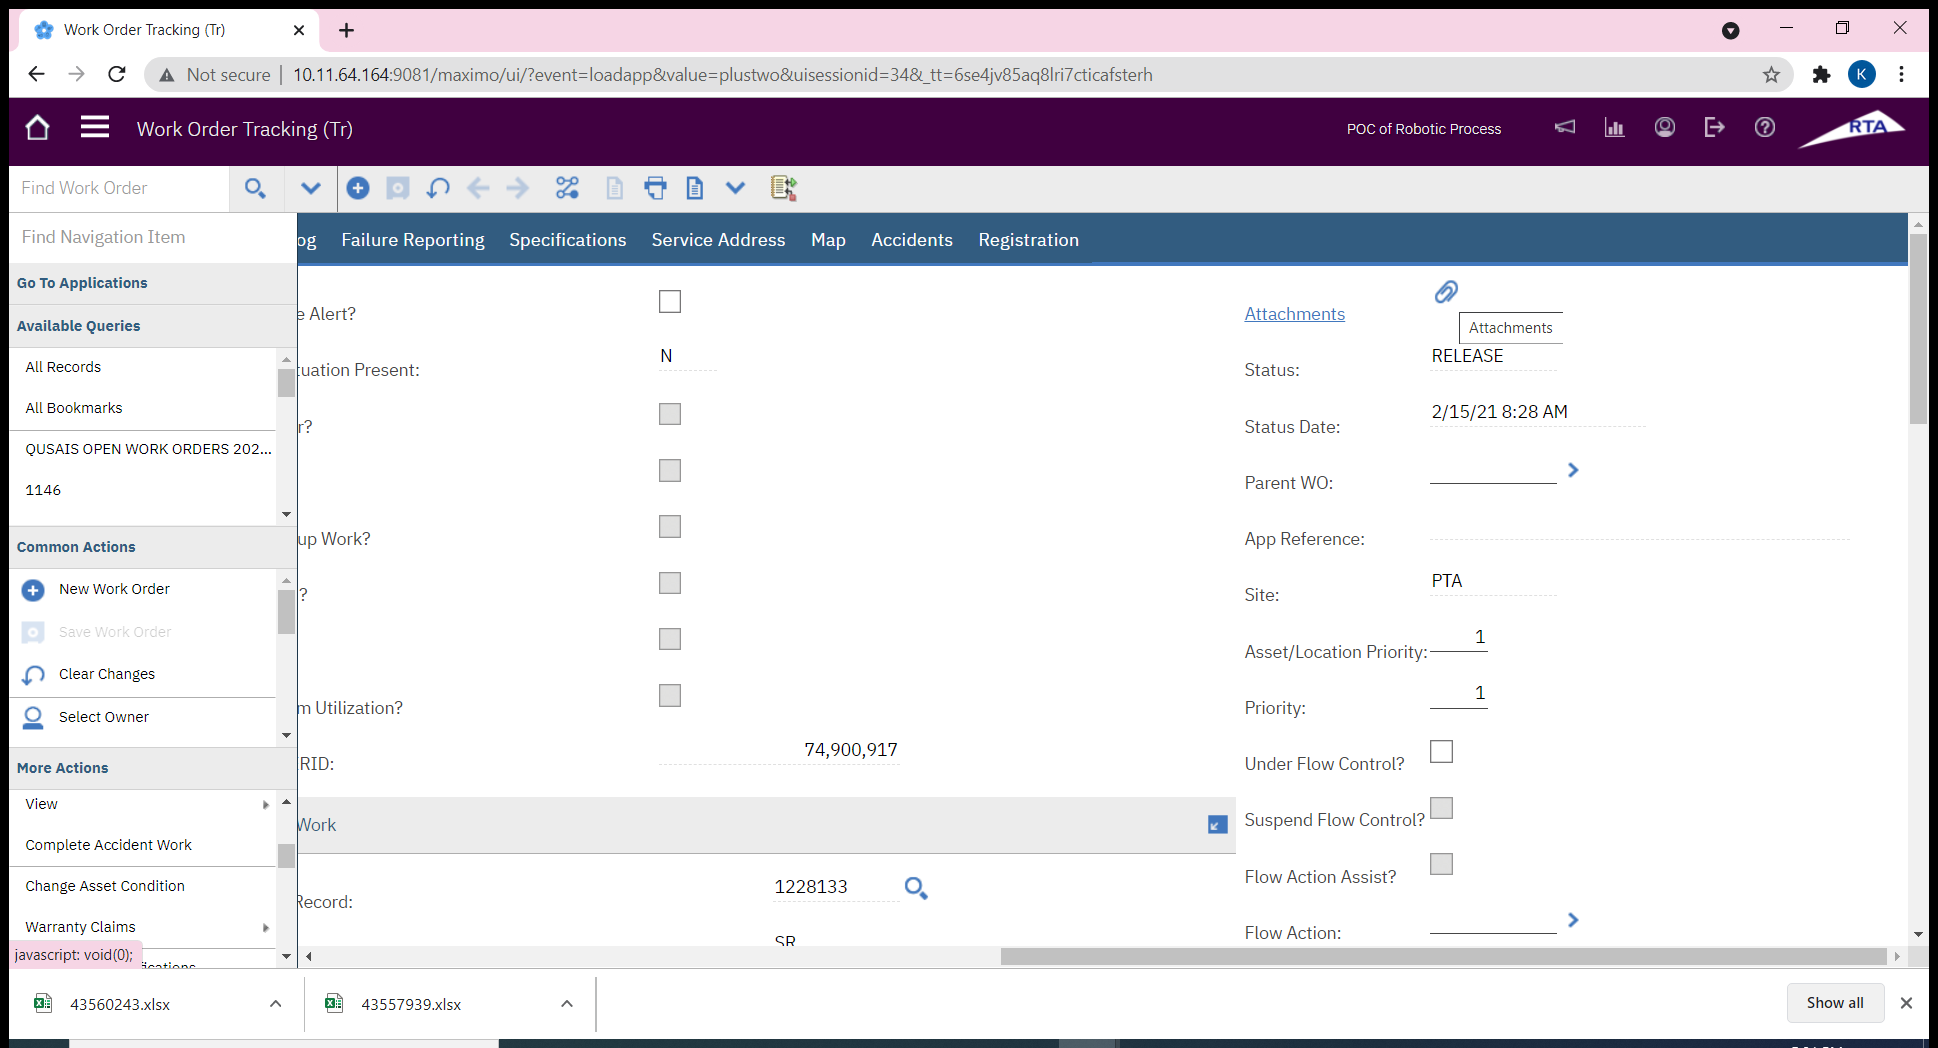 Work Order Tracking (Tr)
Not secure | 10.11.64.164:9081/maximo/ui/?event=loadapp&value=plustwo&uisessionid=34&_tt=6se4jv85aq8lri7cticafsterh
K
Work Order Tracking (Tr)
POC of Robotic Process
RTA
Find Work Order
Find Navigation Item
og
Failure Reporting
Specifications
Service Address
Map
Accidents
Registration
Go To Applications
Available Queries
All Records
All Bookmarks
QUSAIS OPEN WORK ORDERS 202...
1146
Common Actions
New Work Order
Save Work Order
Clear Changes
Select Owner
More Actions
View
Complete Accident Work
Change Asset Condition
Warranty Claims
javascript: void(0);
ifications
e Alert?
tuation Present:
N
r?
up Work?
?
m Utilization?
RID:
74,900,917
Work
Record:
1228133
SR
Attachments
Attachments
Status:
RELEASE
Status Date:
2/15/21 8:28 AM
Parent WO:
App Reference:
Site:
PTA
Asset/Location Priority:
1
Priority:
1
Under Flow Control?
Suspend Flow Control?
Flow Action Assist?
Flow Action:
43560243.xlsx
43557939.xlsx
Show all